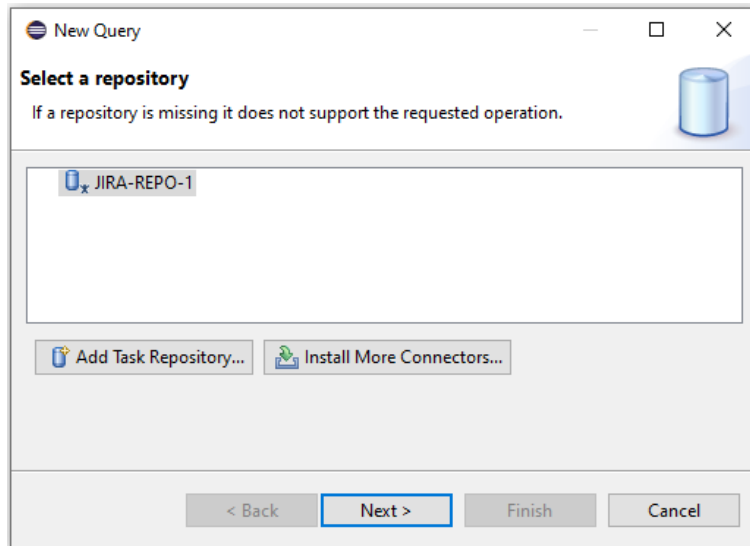 New Query
Select a repository
If a repository is missing it does not support the requested operation.
JIRA-REPO-1
Add Task Repository... Install More Connectors...
< Back Next > Finish Cancel